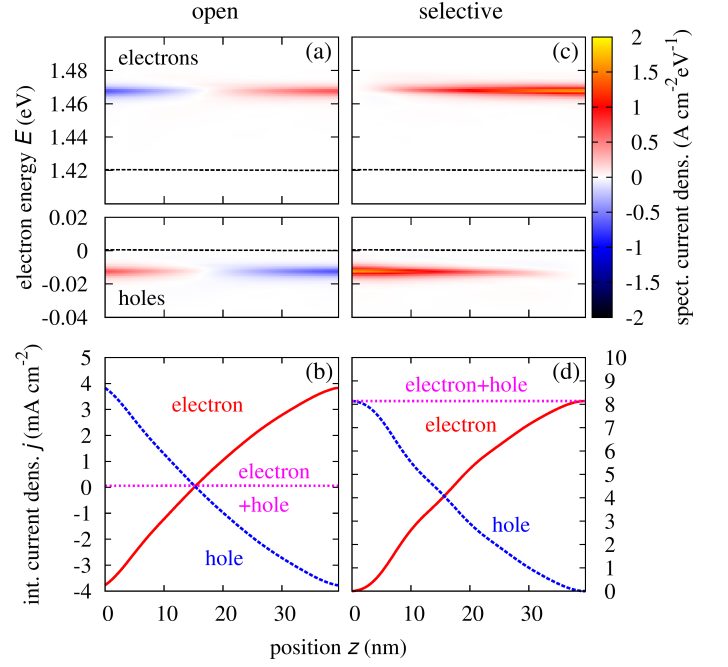 open
selective
electrons
(a)
(c)
electron energy E (eV)
1.48
1.46
1.44
1.42
0.02
0
-0.02
-0.04
holes
2
1.5
1
0.5
0
-0.5
-1
-1.5
-2
spect. current dens. (A cm-2eV-1)
int. current dens. j (mA cm-2)
5
4
3
2
1
0
-1
-2
-3
-4
(b)
electron
electron
+hole
hole
0
10
20
30
(d)
electron+hole
electron
hole
10
9
8
7
6
5
4
3
2
1
0
0
10
20
30
position z (nm)